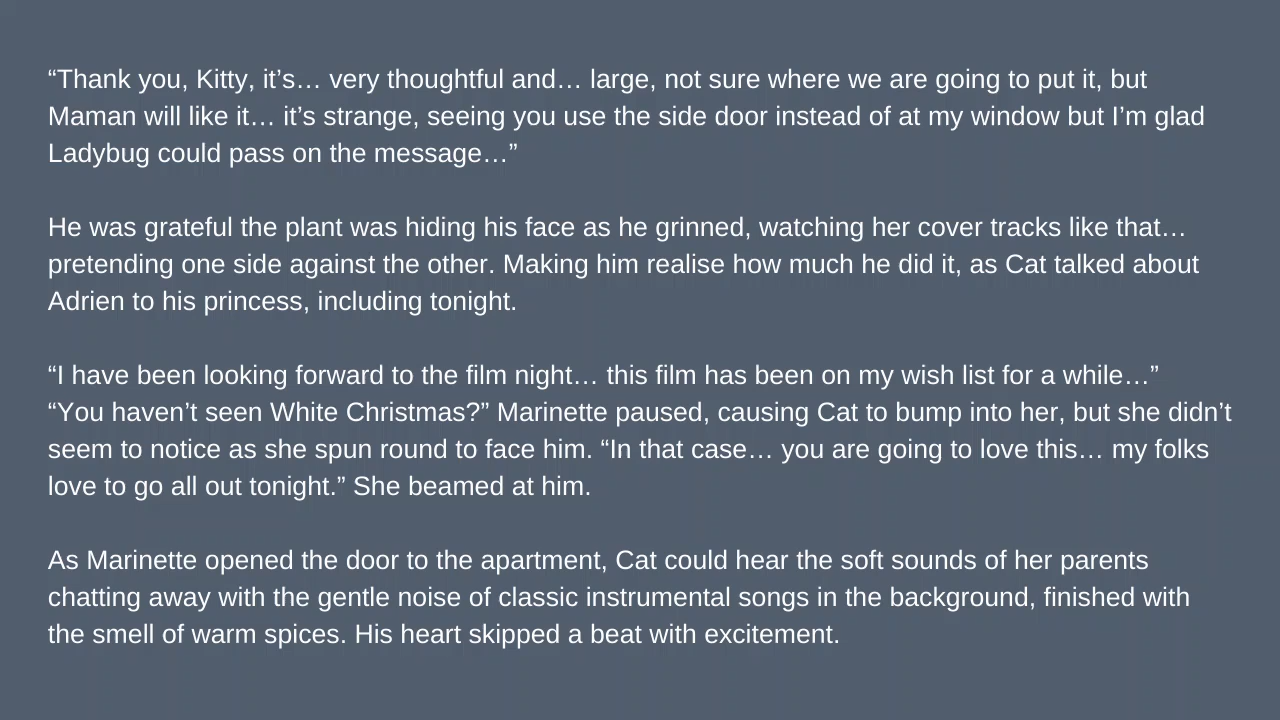 “Thank you, Kitty, it’s… very thoughtful and… large, not sure where we are going to put it, but
Maman will like it… it’s strange, seeing you use the side door instead of at my window but I’m glad
Ladybug could pass on the message…”
He was grateful the plant was hiding his face as he grinned, watching her cover tracks like that…
pretending one side against the other. Making him realise how much he did it, as Cat talked about
Adrien to his princess, including tonight.
“I have been looking forward to the film night… this film has been on my wish list for a while…”
“You haven’t seen White Christmas?” Marinette paused, causing Cat to bump into her, but she didn’t
seem to notice as she spun round to face him. “In that case… you are going to love this… my folks
love to go all out tonight.” She beamed at him.
As Marinette opened the door to the apartment, Cat could hear the soft sounds of her parents
chatting away with the gentle noise of classic instrumental songs in the background, finished with
the smell of warm spices. His heart skipped a beat with excitement.